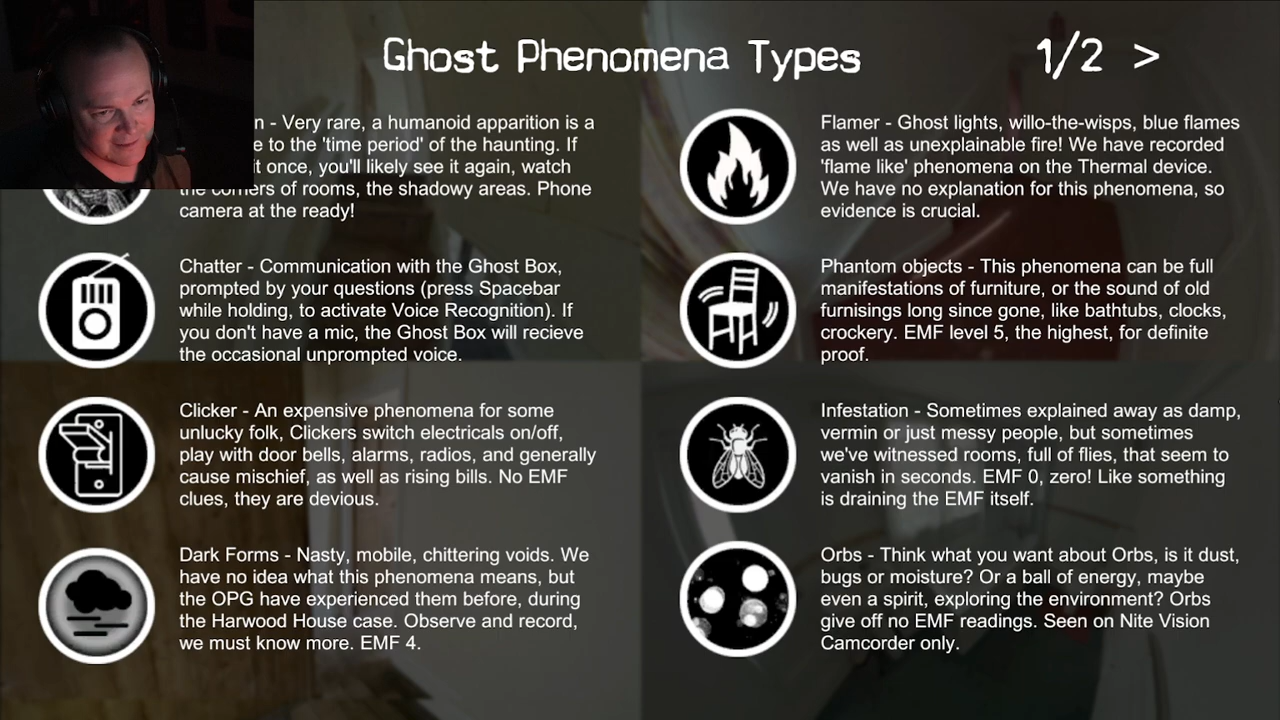 Ghost Phenomena Types
1/2 >
- Very rare, a humanoid apparition is a
to the 'time period' of the haunting. If
it once, you'll likely see it again, watch
the corners of rooms, the shadowy areas. Phone
camera at the ready!
Chatter - Communication with the Ghost Box,
prompted by your questions (press Spacebar
while holding, to activate Voice Recognition). If
you don't have a mic, the Ghost Box will recieve
the occasional unprompted voice.
Clicker - An expensive phenomena for some
unlucky folk, Clickers switch electricals on/off,
play with door bells, alarms, radios, and generally
cause mischief, as well as rising bills. No EMF
clues, they are devious.
Dark Forms - Nasty, mobile, chittering voids. We
have no idea what this phenomena means, but
the OPG have experienced them before, during
the Harwood House case. Observe and record,
we must know more. EMF 4.
Flamer - Ghost lights, willo-the-wisps, blue flames
as well as unexplainable fire! We have recorded
'flame like' phenomena on the Thermal device.
We have no explanation for this phenomena, so
evidence is crucial.
Phantom objects - This phenomena can be full
manifestations of furniture, or the sound of old
furnisings long since gone, like bathtubs, clocks,
crockery. EMF level 5, the highest, for definite
proof.
Infestation - Sometimes explained away as damp,
vermin or just messy people, but sometimes
we've witnessed rooms, full of flies, that seem to
vanish in seconds. EMF 0, zero! Like something
is draining the EMF itself.
Orbs - Think what you want about Orbs, is it dust,
bugs or moisture? Or a ball of energy, maybe
even a spirit, exploring the environment? Orbs
give off no EMF readings. Seen on Nite Vision
Camcorder only.